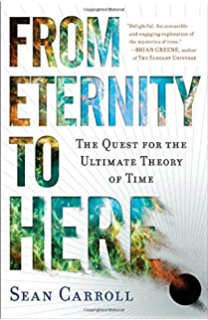 FROM
ETERNITY
TO
HERE
"Delightful. An accessible
and engaging exploration of
the mysteries of time."
—BRIAN GREENE, author
of THE ELEGANT UNIVERSE
THE QUEST FOR THE
ULTIMATE THEORY
OF TIME
SEAN CARROLL